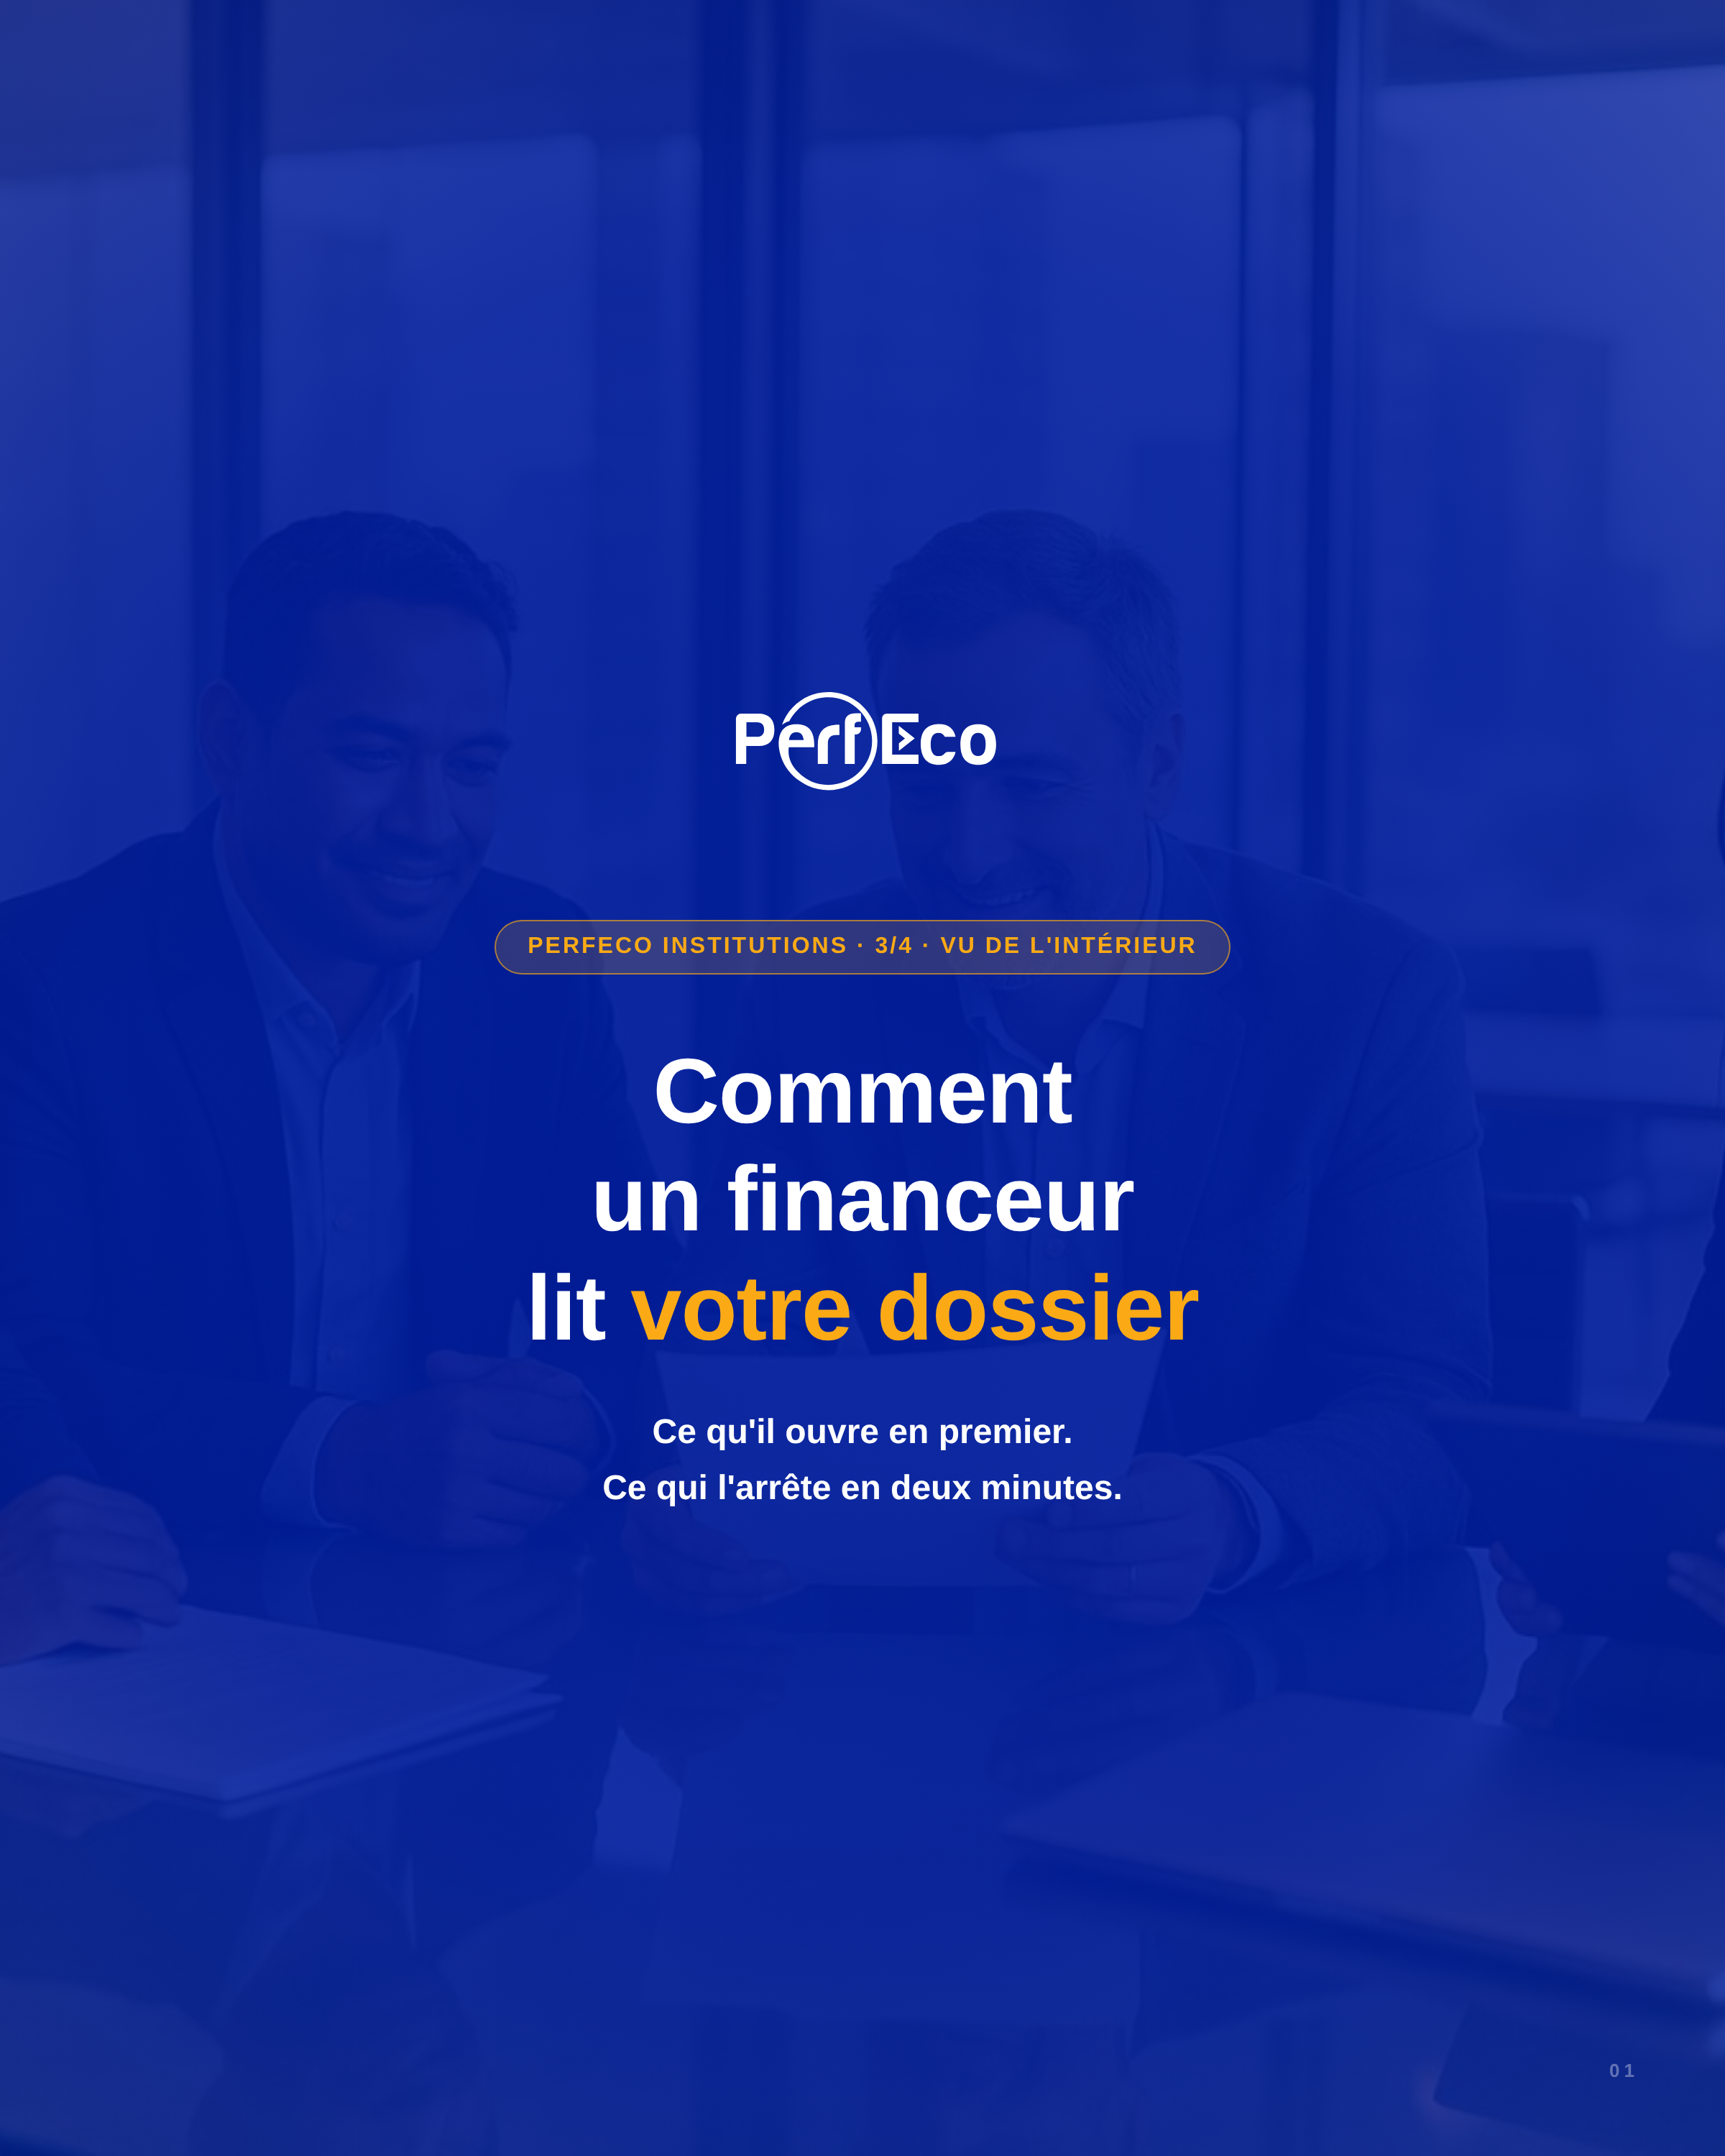 PerfEco
PERFECO INSTITUTIONS · 3/4 · VU DE L'INTÉRIEUR
Comment
un financeur
lit votre dossier
Ce qu'il ouvre en premier.
Ce qui l'arrête en deux minutes.
01